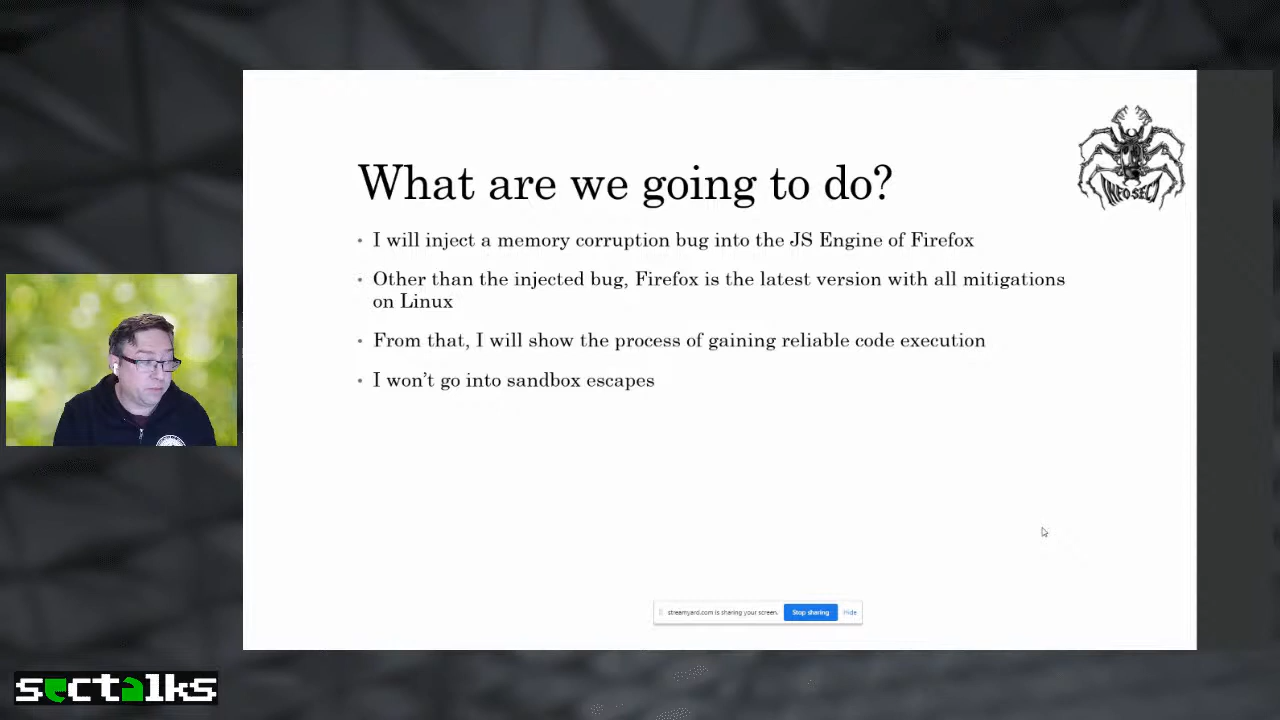 What are we going to do?
INFOSECT
• I will inject a memory corruption bug into the JS Engine of Firefox
• Other than the injected bug, Firefox is the latest version with all mitigations
on Linux
• From that, I will show the process of gaining reliable code execution
• I won't go into sandbox escapes
streamyard.com is sharing your screen.
Stop sharing
Hide
sectalks